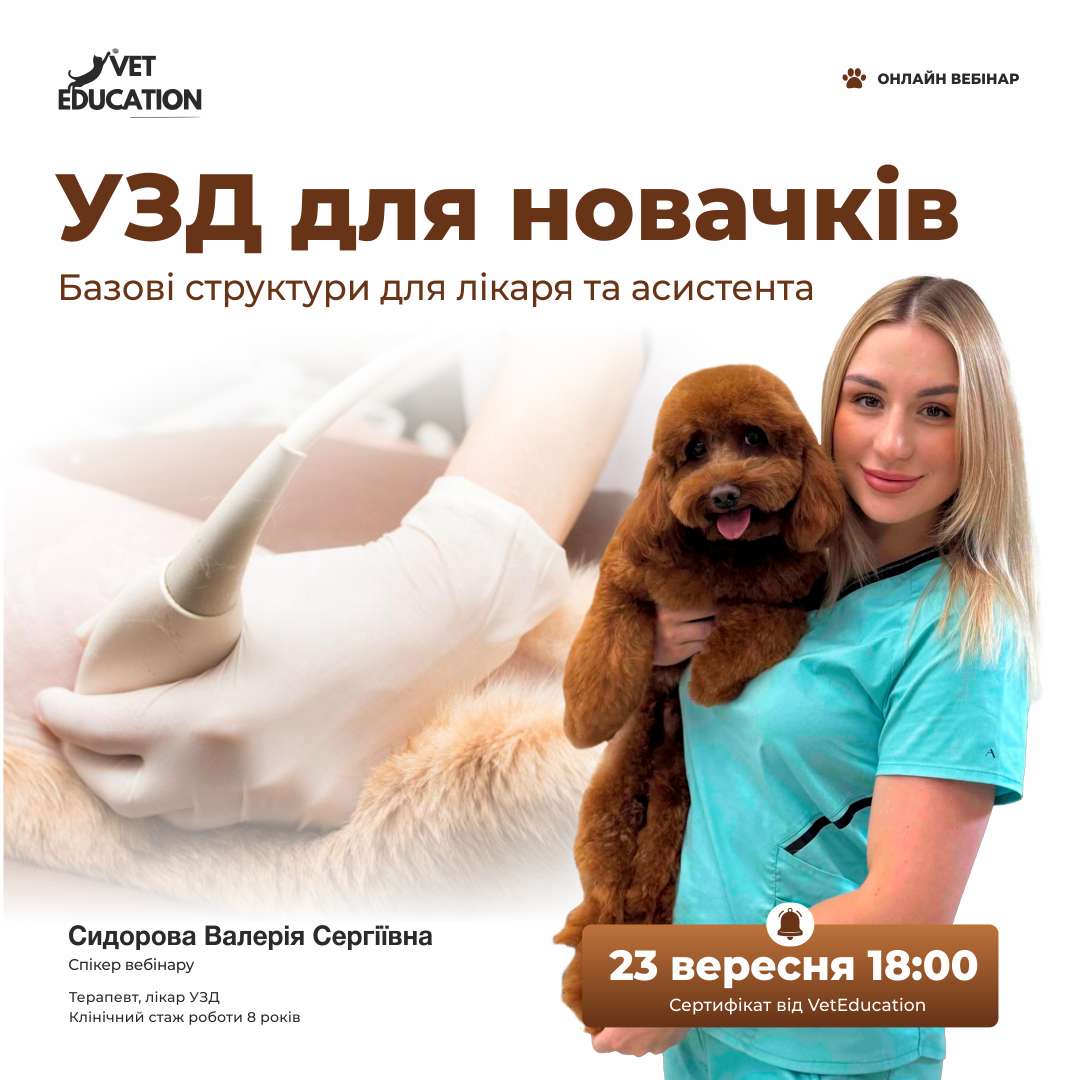 VET
EDUCATION
ОНЛАЙН ВЕБІНАР
УЗД для новачків
Базові структури для лікаря та асистента
Сидорова Валерія Сергіївна
Спікер вебінару
Терапевт, лікар УЗД
Клінічний стаж роботи 8 років
23 вересня 18:00
Сертифікат від VetEducation